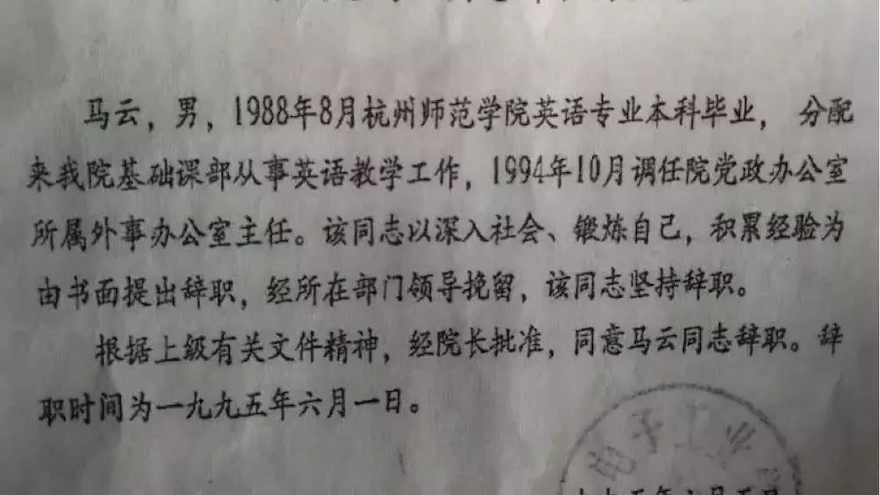 马云，男，1988年8月杭州师范学院英语专业本科毕业， 分配
来我院基础课部从事英语教学工作，1994年10月调任院党政办公室
所属外事办公室主任。该同志以深入社会、锻炼自己，积累经验为
由书面提出辞职，经所在部门领导挽留，该同志坚持辞职。
根据上级有关文件精神，经院长批准，同意马云同志辞职。辞
职时间为一九九五年六月一日。
电子工业